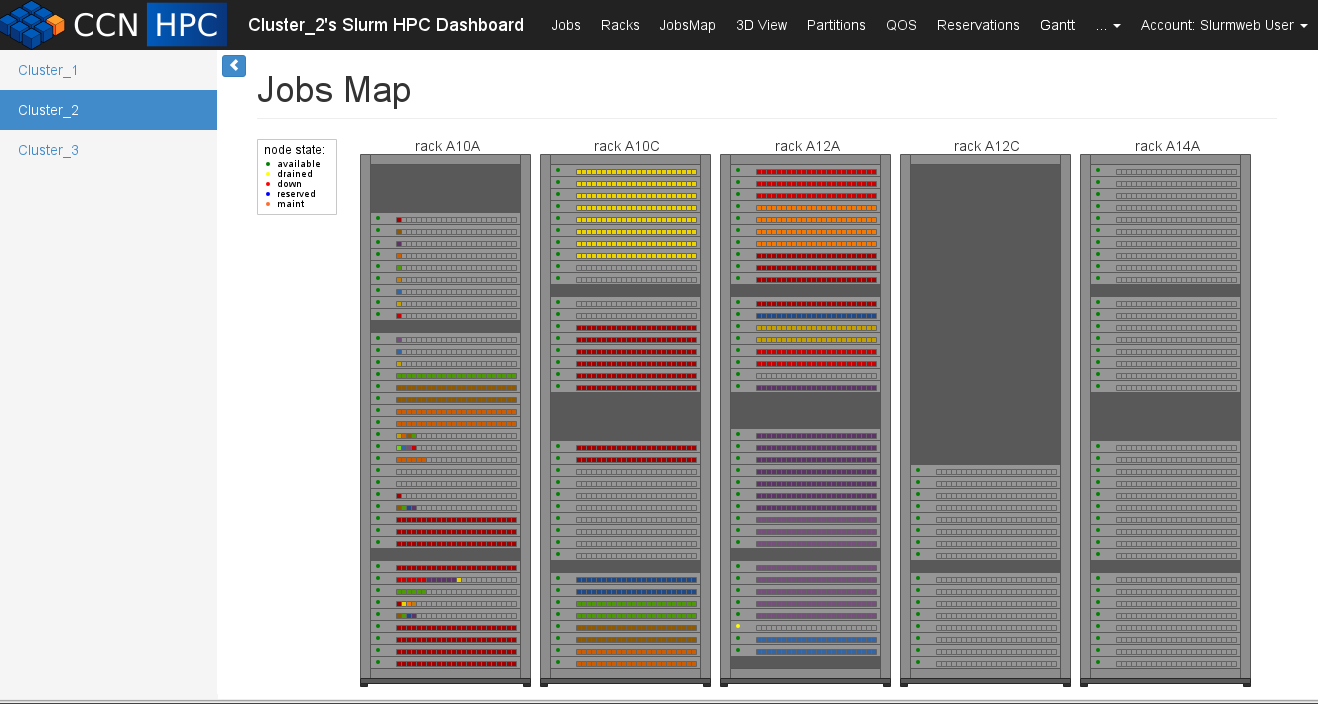 CCN HPC Cluster_2's Slurm HPC Dashboard Jobs Racks JobsMap 3D View Partitions QOS Reservations Gantt ... Account: Slurmweb User
Cluster_1
Cluster_2
Cluster_3
Jobs Map
node state:
available
drained
down
reserved
maint
rack A10A rack A10C rack A12A rack A12C rack A14A